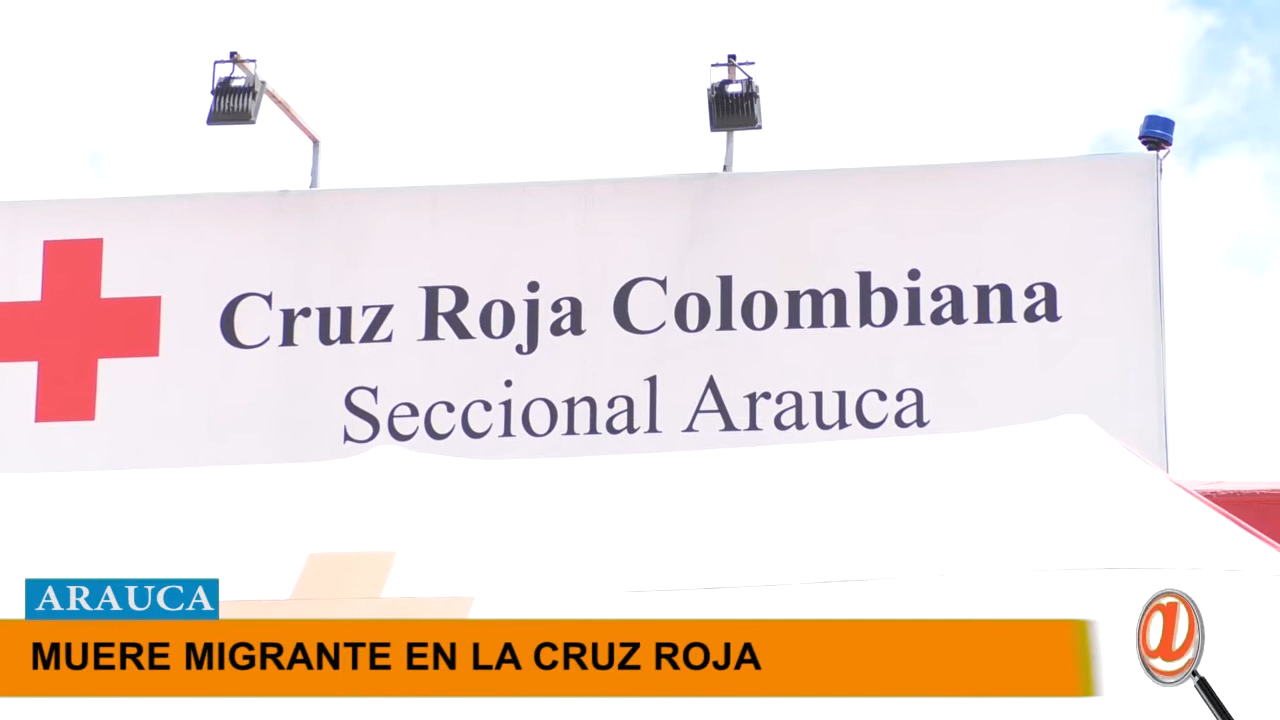 Cruz Roja Colombiana
Seccional Arauca
ARAUCA
MUERE MIGRANTE EN LA CRUZ ROJA
@